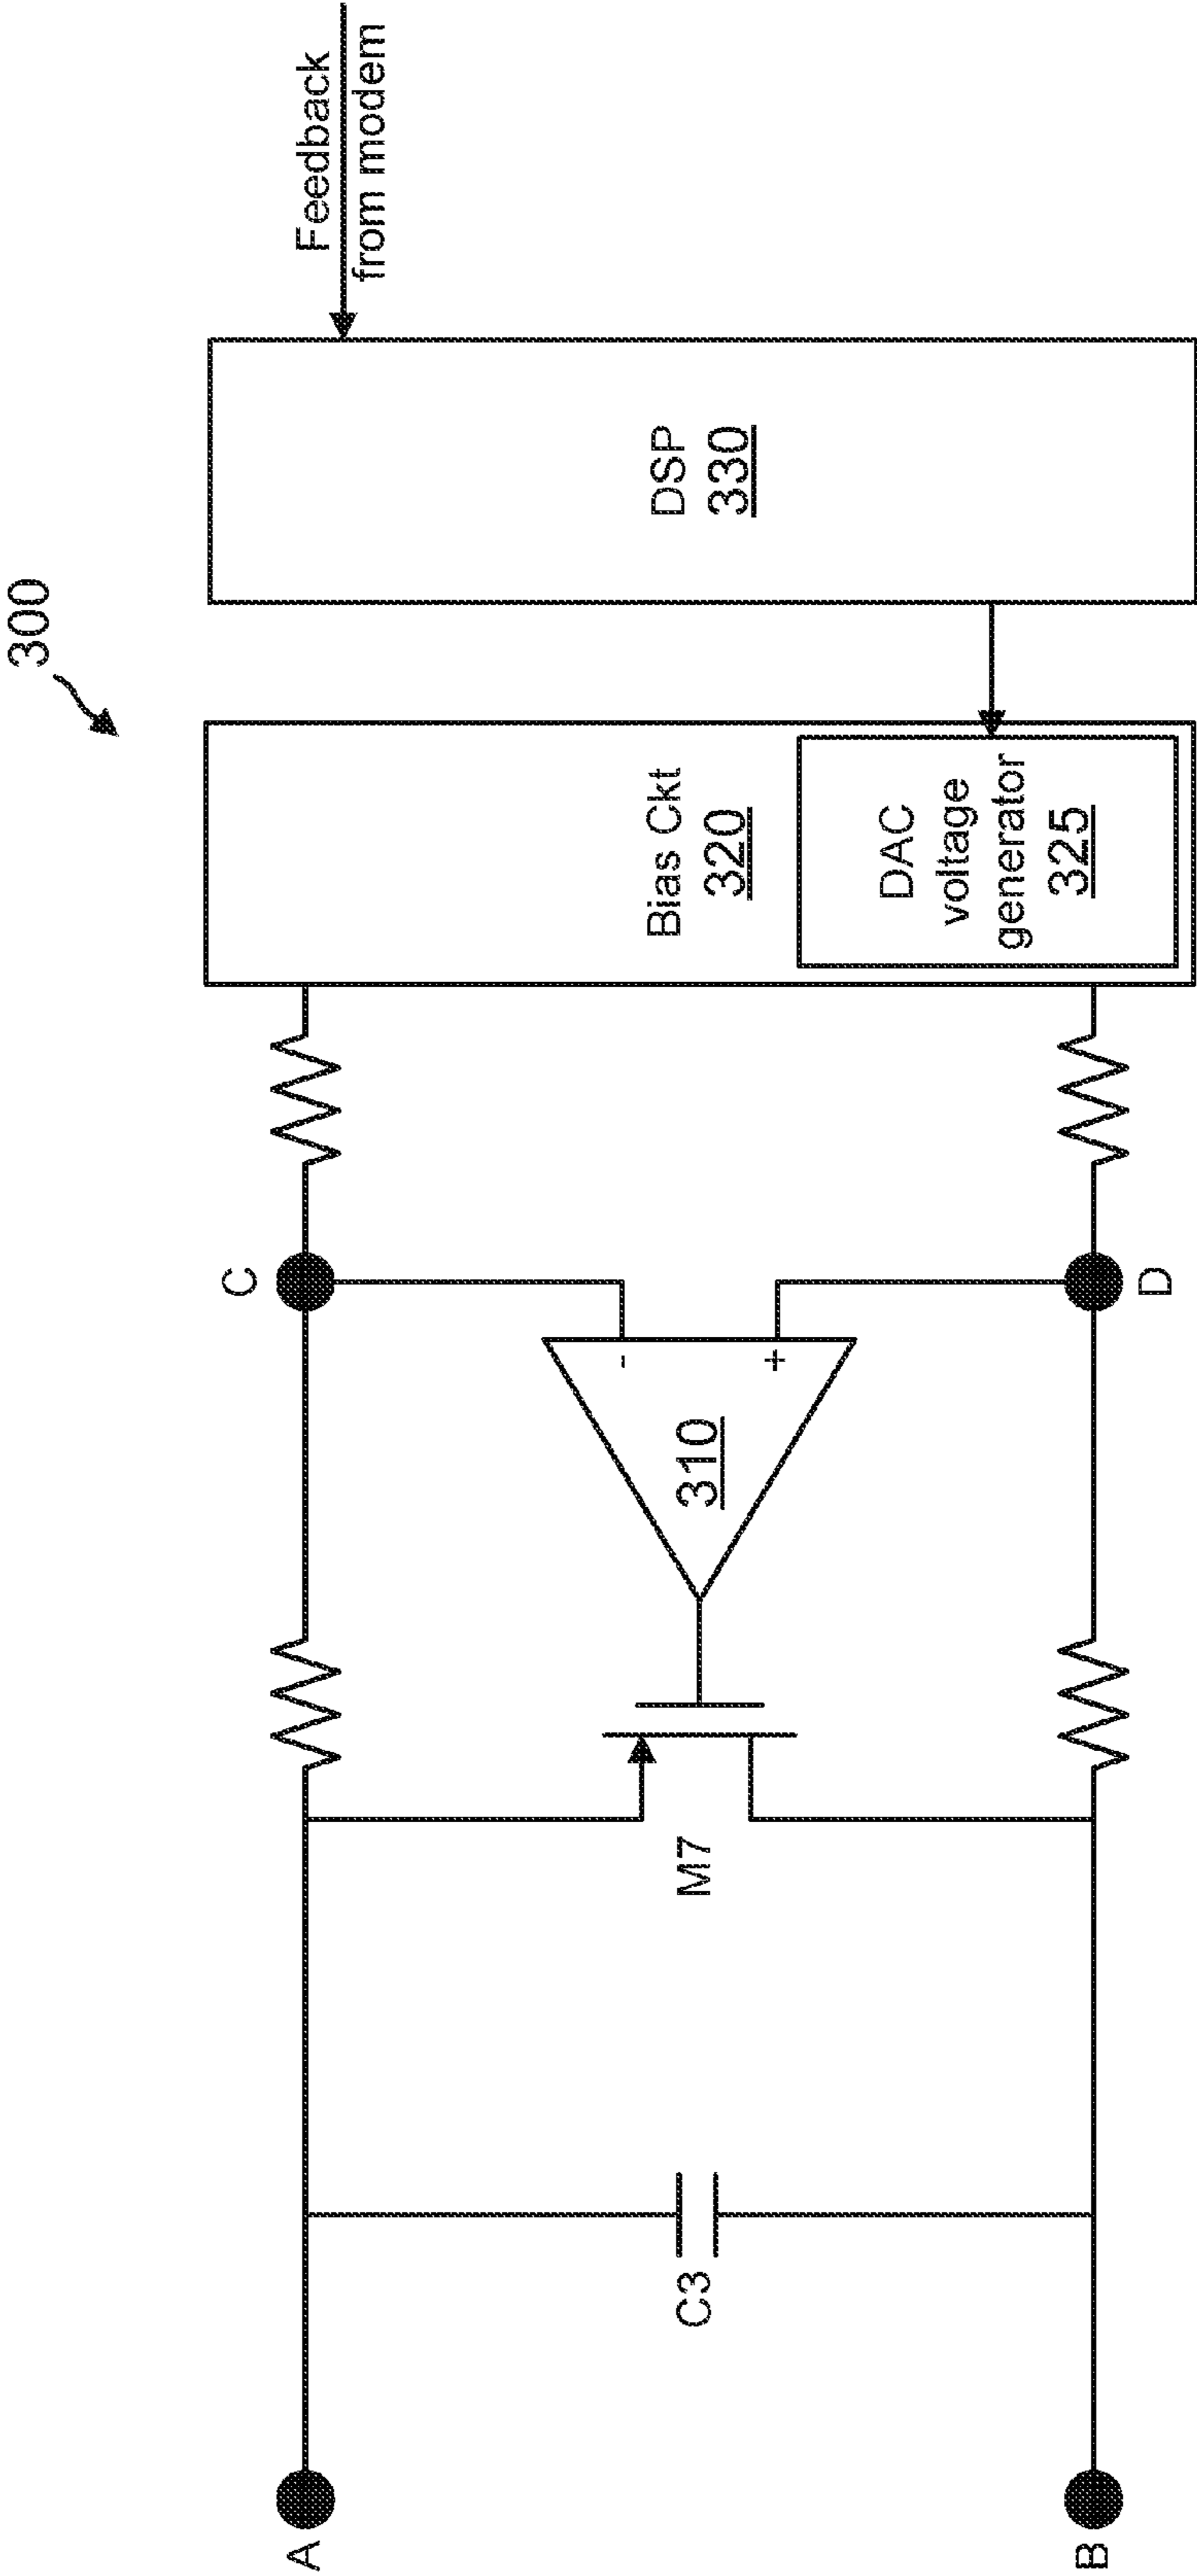 300
Feedback
from modem
DSP
330
Bias Ckt
320
DAC
voltage
generator
325
C
D
-
+
310
M7
C3
A
B